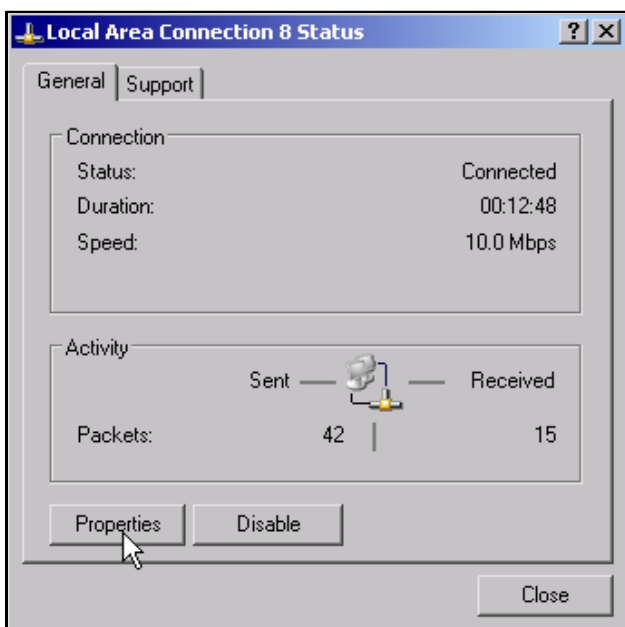 Local Area Connection 8 Status
General Support
Connection
Status: Connected
Duration: 00:12:48
Speed: 10.0 Mbps
Activity
Sent Received
Packets: 42 15
Properties Disable
Close